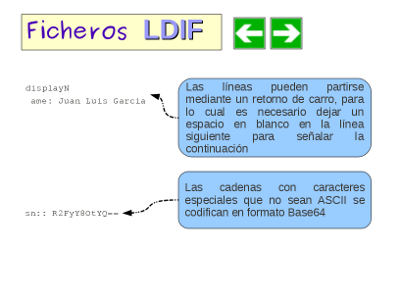 Ficheros LDIF
displayN
ame: Juan Luis Garcia
Las líneas pueden partirse
mediante un retorno de carro, para
lo cual es necesario dejar un
espacio en blanco en la línea
siguiente para señalar la
continuación
Las cadenas con caracteres
especiales que no sean ASCII se
codifican en formato Base64
sn:: R2FyY8OtYQ==